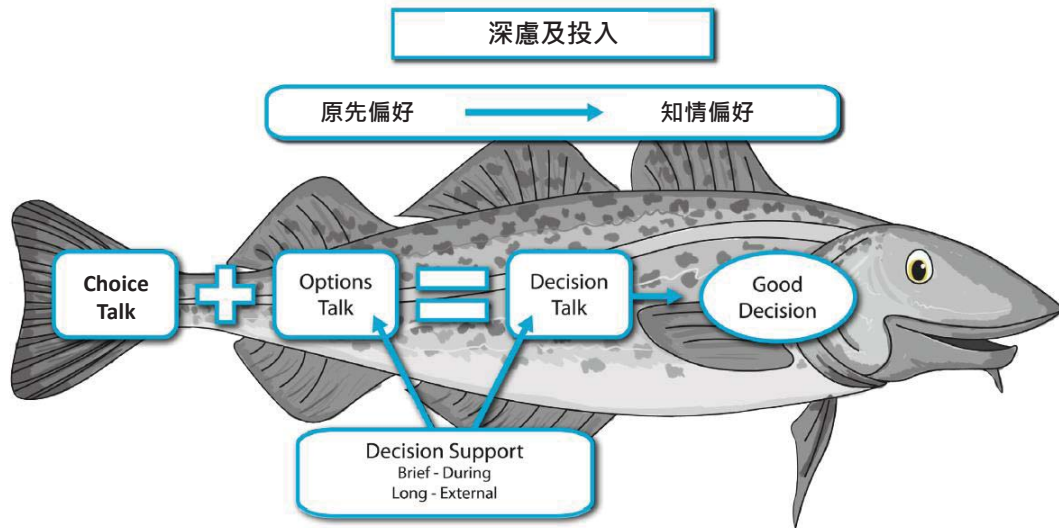 深慮及投入
原先偏好
知情偏好
Choice
Talk
Options
Talk
Decision
Talk
Good
Decision
Decision Support
Brief - During
Long - External